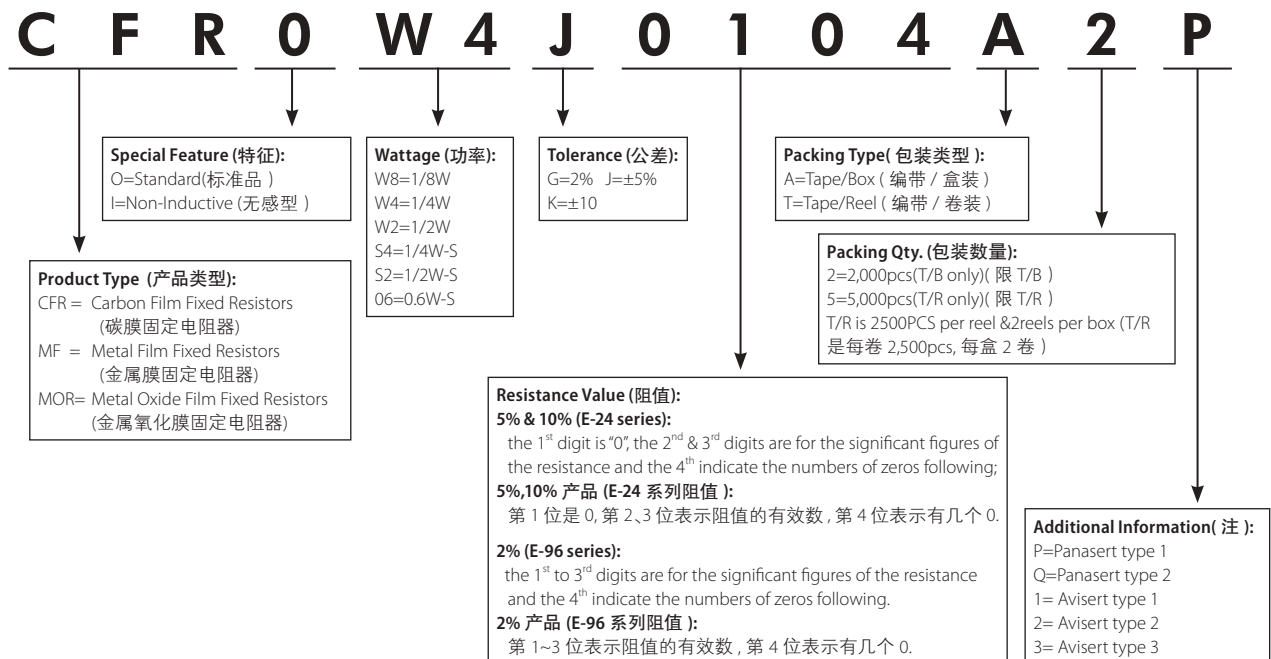 C F R 0 W 4 J 0 1 0 4 A 2 P
Special Feature (特征):
O=Standard(标准品 )
I=Non-Inductive (无感型 )
Wattage (功率):
W8=1/8W
W4=1/4W
W2=1/2W
S4=1/4W-S
S2=1/2W-S
06=0.6W-S
Tolerance (公差):
G=2% J=±5%
K=±10
Packing Type( 包装类型 ):
A=Tape/Box ( 编带 / 盒装 )
T=Tape/Reel ( 编带 / 卷装 )
Packing Qty. (包装数量):
2=2,000pcs(T/B only)( 限 T/B )
5=5,000pcs(T/R only)( 限 T/R )
T/R is 2500PCS per reel &2reels per box (T/R
是每卷 2,500pcs, 每盒 2 卷 )
Product Type (产品类型):
CFR = Carbon Film Fixed Resistors
(碳膜固定电阻器)
MF = Metal Film Fixed Resistors
(金属膜固定电阻器)
MOR= Metal Oxide Film Fixed Resistors
(金属氧化膜固定电阻器)
Resistance Value (阻值):
5% & 10% (E-24 series):
the 1st digit is "0", the 2nd & 3rd digits are for the significant figures of
the resistance and the 4th indicate the numbers of zeros following;
5%,10% 产品 (E-24 系列阻值 ):
第 1 位是 0, 第 2、3 位表示阻值的有效数 , 第 4 位表示有几个 0.
2% (E-96 series):
the 1st to 3rd digits are for the significant figures of the resistance
and the 4th indicate the numbers of zeros following.
2% 产品 (E-96 系列阻值 ):
第 1~3 位表示阻值的有效数 , 第 4 位表示有几个 0.
Additional Information( 注 ):
P=Panasert type 1
Q=Panasert type 2
1= Avisert type 1
2= Avisert type 2
3= Avisert type 3